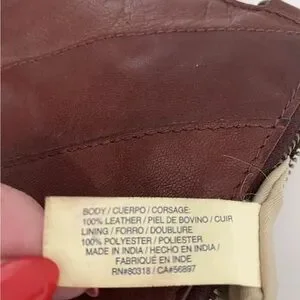 BODY / CUERPO / CORSAGE:
100% LEATHER / PIEL DE BOVINO / CUIR
LINING / FORRO / DOUBLURE
100% POLYESTER / POLIESTER
MADE IN INDIA / HECHO EN INDIA /
FABRIQUÉ EN INDE
RN#80318 / CA#56897